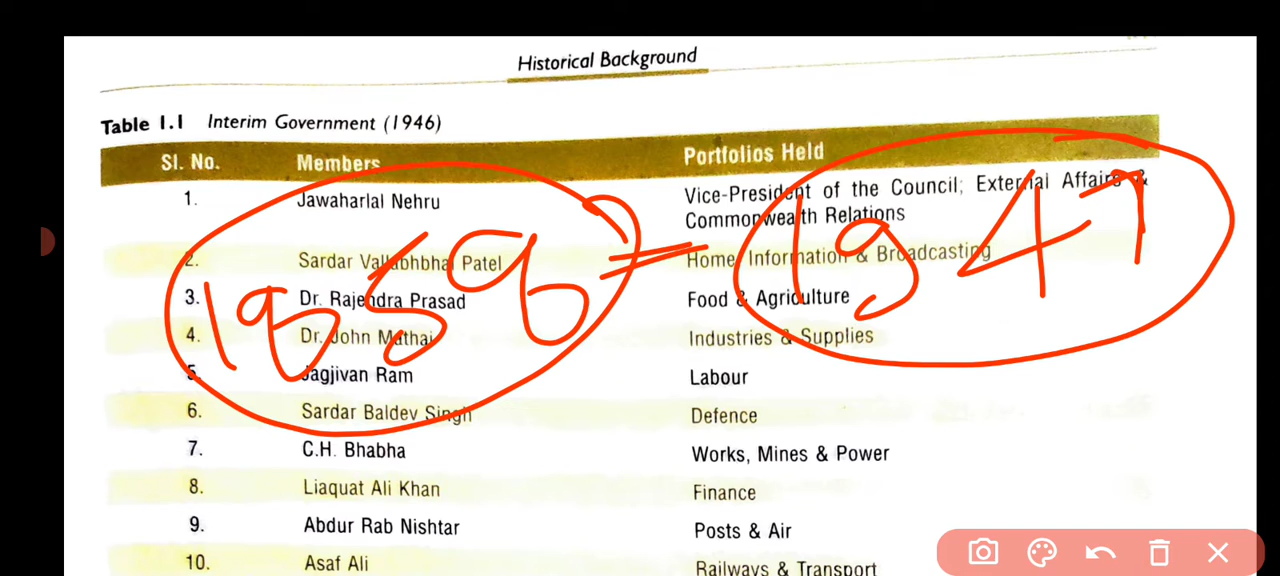 Historical Background
Table 1.1 Interim Government (1946)
Sl. No. Members Portfolios Held
1. Jawaharlal Nehru Vice-President of the Council; External Affairs &
Commonwealth Relations
2. Sardar Vallabhbhai Patel Home, Information & Broadcasting
3. Dr. Rajendra Prasad Food & Agriculture
4. Dr. John Mathai Industries & Supplies
5. Jagjivan Ram Labour
6. Sardar Baldev Singh Defence
7. C.H. Bhabha Works, Mines & Power
8. Liaquat Ali Khan Finance
9. Abdur Rab Nishtar Posts & Air
10. Asaf Ali Railways & Transport
1947